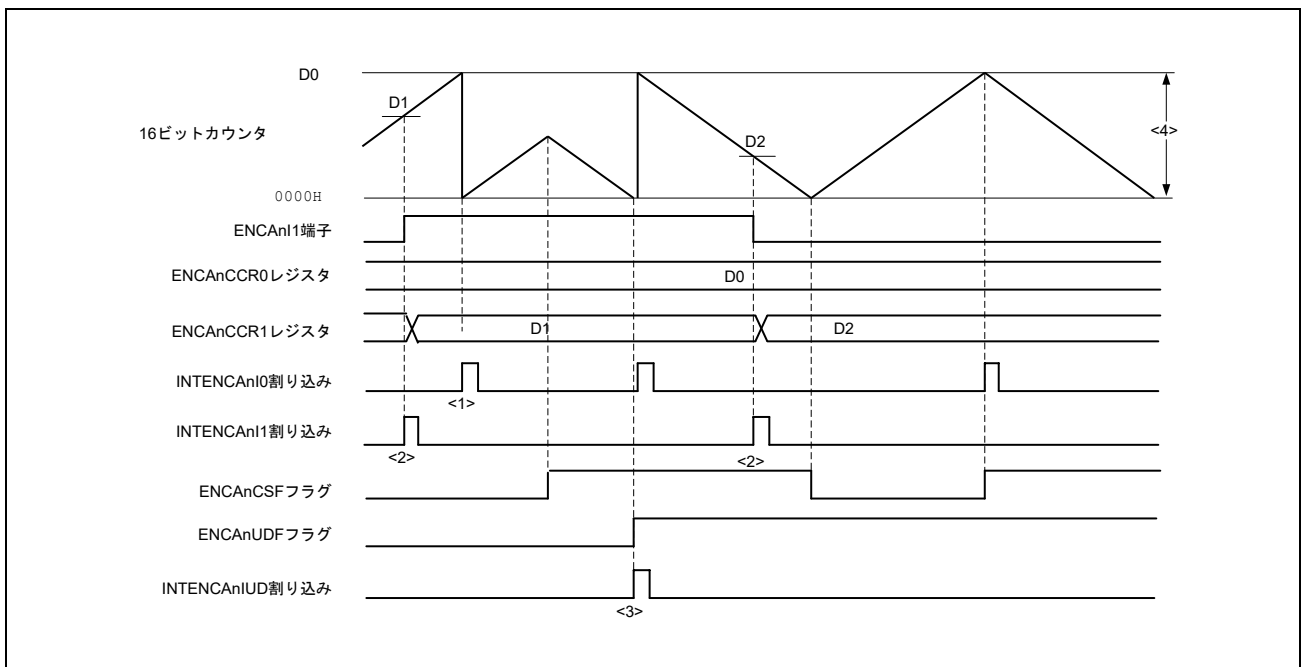 D0
D1
16ビットカウンタ
<4>
D2
0000H
ENCAnI1端子
ENCAnCCR0レジスタ
D0
ENCAnCCR1レジスタ
D1
D2
INTENCAnI0割り込み
<1>
INTENCAnI1割り込み
<2>
<2>
ENCAnCSFフラグ
ENCAnUDFフラグ
INTENCAnIUD割り込み
<3>